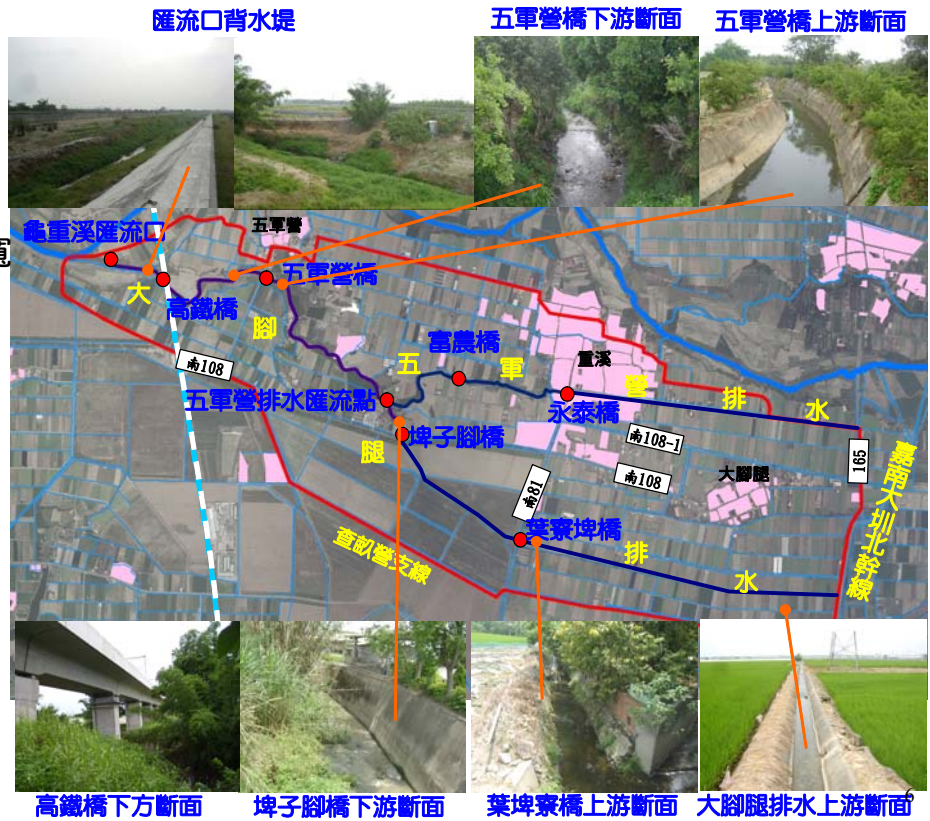 匯流口背水堤
五軍營橋下游斷面
五軍營橋上游斷面
龜重溪匯流口
五軍營
大
高鐵橋
五軍營橋
腳
南108
富農橋
五
軍
重溪
營
排
水
五軍營排水匯流點
永泰橋
埤子腳橋
腿
南108-1
165
嘉南大圳北幹線
南108
大腳腿
南81
葉寮埤橋
查畝營支線
排
水
高鐵橋下方斷面
埤子腳橋下游斷面
葉埤寮橋上游斷面
大腳腿排水上游斷面
6